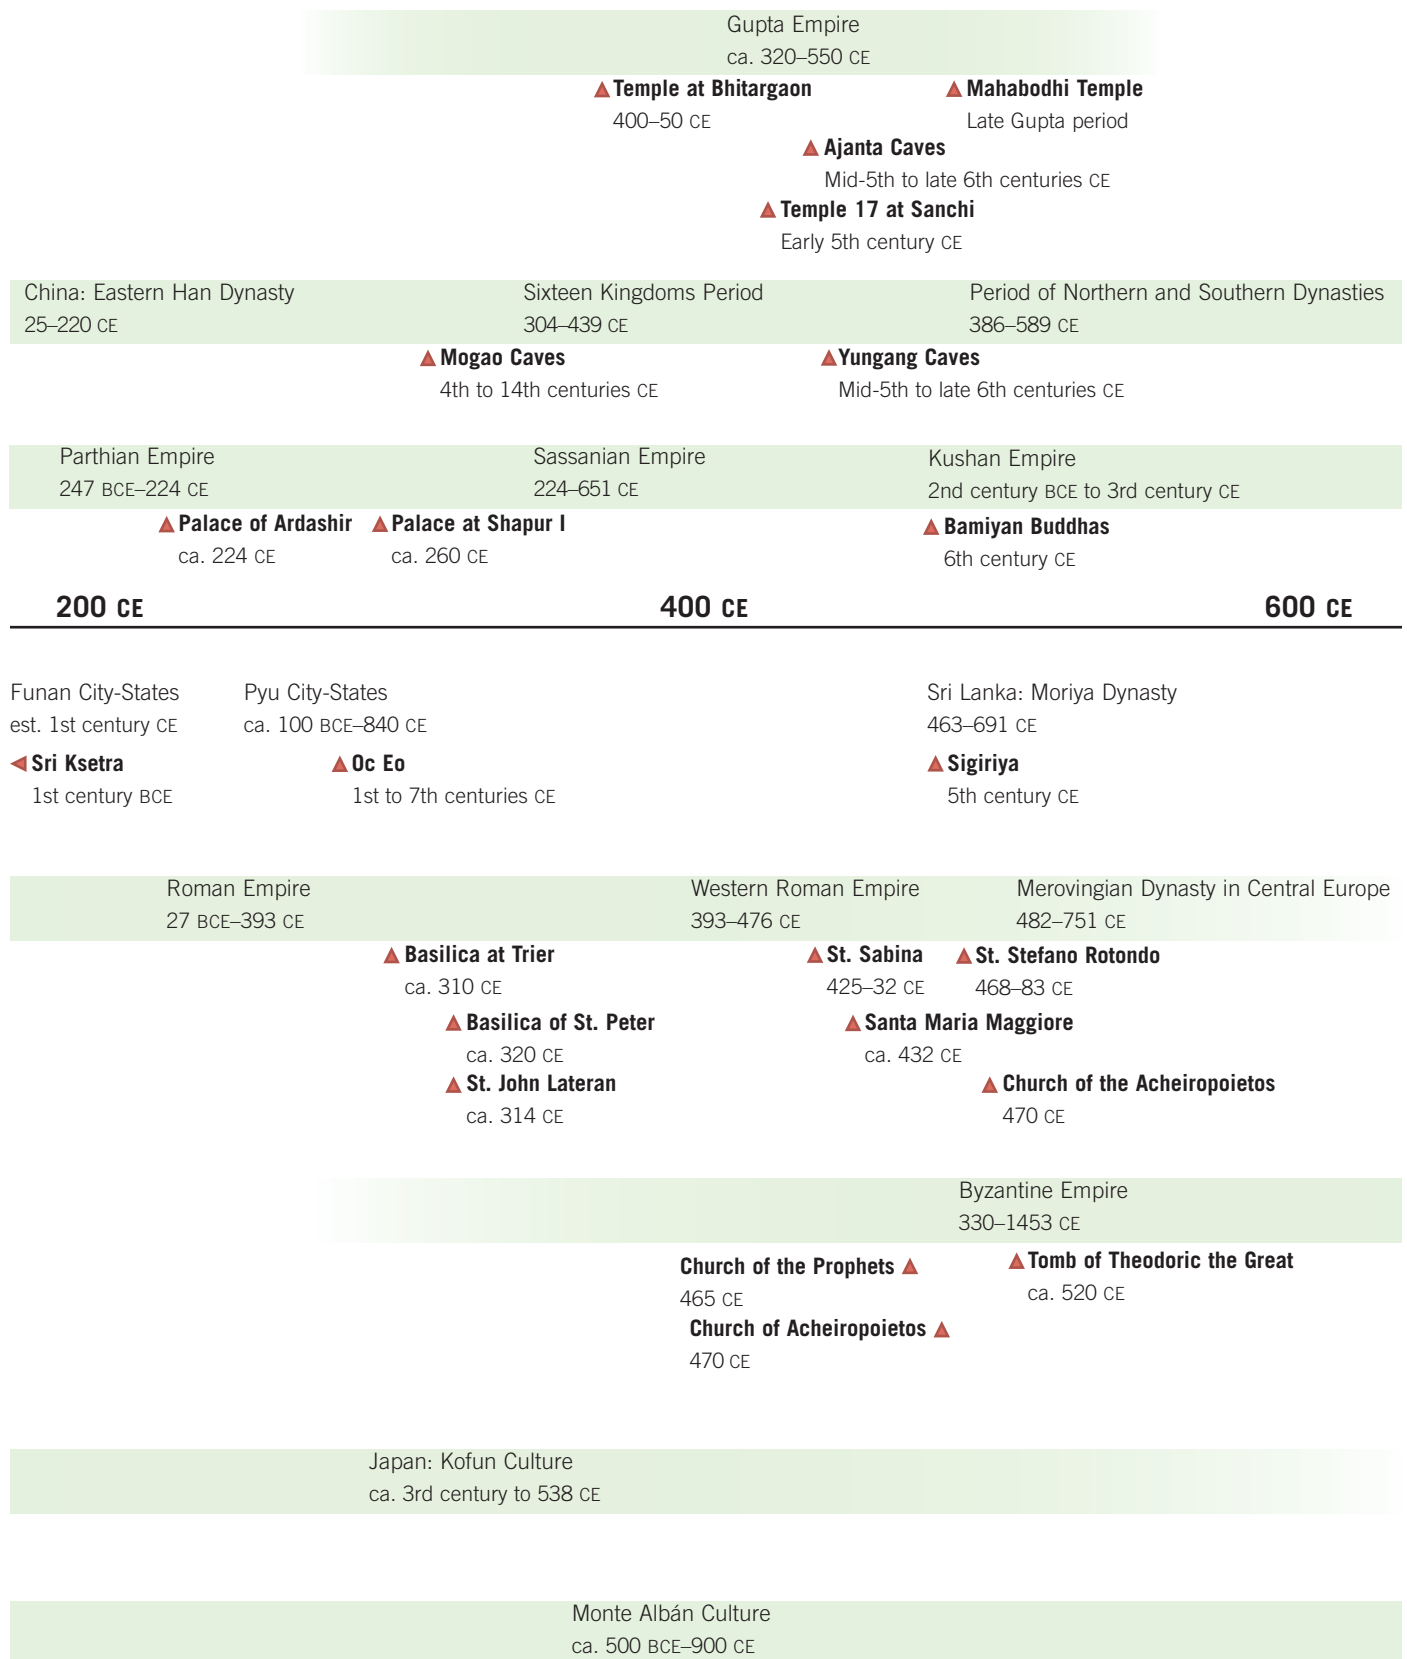 Gupta Empire
ca. 320–550 CE
Temple at Bhitargaon
400–50 CE
Mahabodhi Temple
Late Gupta period
Ajanta Caves
Mid-5th to late 6th centuries CE
Temple 17 at Sanchi
Early 5th century CE
China: Eastern Han Dynasty
25–220 CE
Sixteen Kingdoms Period
304–439 CE
Period of Northern and Southern Dynasties
386–589 CE
Mogao Caves
4th to 14th centuries CE
Yungang Caves
Mid-5th to late 6th centuries CE
Parthian Empire
247 BCE–224 CE
Sassanian Empire
224–651 CE
Kushan Empire
2nd century BCE to 3rd century CE
Palace of Ardashir
ca. 224 CE
Palace at Shapur I
ca. 260 CE
Bamiyan Buddhas
6th century CE
200 CE
400 CE
600 CE
Funan City-States
est. 1st century CE
Pyu City-States
ca. 100 BCE–840 CE
Sri Lanka: Moriya Dynasty
463–691 CE
Sri Ksetra
1st century BCE
Oc Eo
1st to 7th centuries CE
Sigiriya
5th century CE
Roman Empire
27 BCE–393 CE
Western Roman Empire
393–476 CE
Merovingian Dynasty in Central Europe
482–751 CE
Basilica at Trier
ca. 310 CE
St. Sabina
425–32 CE
St. Stefano Rotondo
468–83 CE
Basilica of St. Peter
ca. 320 CE
Santa Maria Maggiore
ca. 432 CE
St. John Lateran
ca. 314 CE
Church of the Acheiropoietos
470 CE
Byzantine Empire
330–1453 CE
Church of the Prophets
465 CE
Tomb of Theodoric the Great
ca. 520 CE
Church of Acheiropoietos
470 CE
Japan: Kofun Culture
ca. 3rd century to 538 CE
Monte Albán Culture
ca. 500 BCE–900 CE